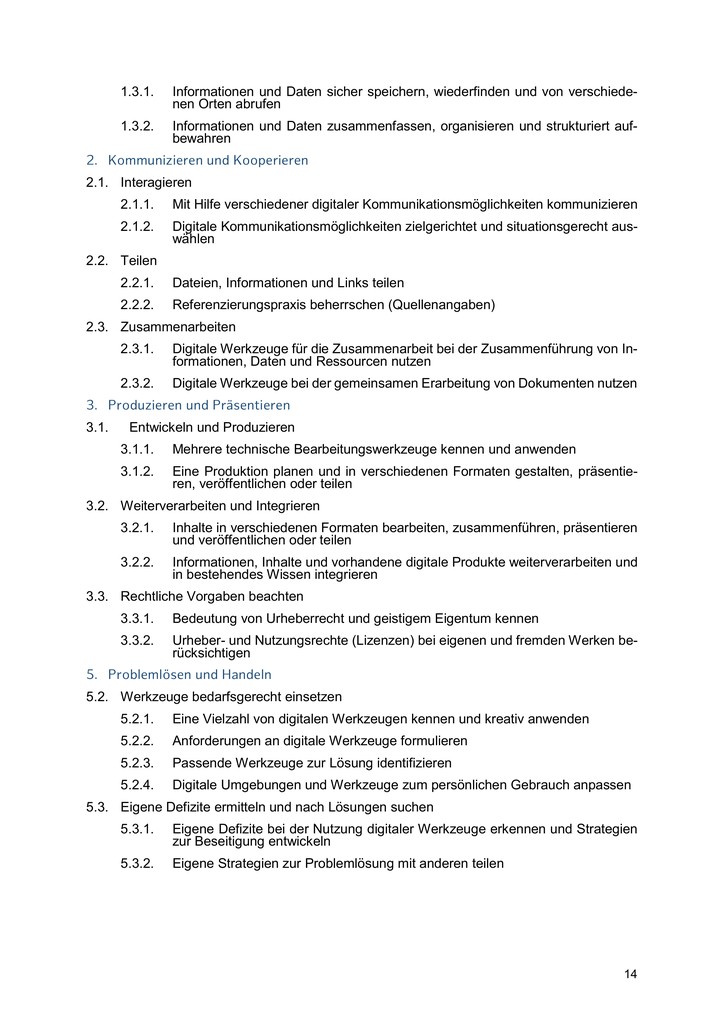 1.3.1. Informationen und Daten sicher speichern, wiederfinden und von verschiede-
nen Orten abrufen
1.3.2. Informationen und Daten zusammenfassen, organisieren und strukturiert auf-
bewahren
2. Kommunizieren und Kooperieren
2.1. Interagieren
2.1.1. Mit Hilfe verschiedener digitaler Kommunikationsmöglichkeiten kommunizieren
2.1.2. Digitale Kommunikationsmöglichkeiten zielgerichtet und situationsgerecht aus-
wählen
2.2. Teilen
2.2.1. Dateien, Informationen und Links teilen
2.2.2. Referenzierungspraxis beherrschen (Quellenangaben)
2.3. Zusammenarbeiten
2.3.1. Digitale Werkzeuge für die Zusammenarbeit bei der Zusammenführung von In-
formationen, Daten und Ressourcen nutzen
2.3.2. Digitale Werkzeuge bei der gemeinsamen Erarbeitung von Dokumenten nutzen
3. Produzieren und Präsentieren
3.1. Entwickeln und Produzieren
3.1.1. Mehrere technische Bearbeitungswerkzeuge kennen und anwenden
3.1.2. Eine Produktion planen und in verschiedenen Formaten gestalten, präsentie-
ren, veröffentlichen oder teilen
3.2. Weiterverarbeiten und Integrieren
3.2.1. Inhalte in verschiedenen Formaten bearbeiten, zusammenführen, präsentieren
und veröffentlichen oder teilen
3.2.2. Informationen, Inhalte und vorhandene digitale Produkte weiterverarbeiten und
in bestehendes Wissen integrieren
3.3. Rechtliche Vorgaben beachten
3.3.1. Bedeutung von Urheberrecht und geistigem Eigentum kennen
3.3.2. Urheber- und Nutzungsrechte (Lizenzen) bei eigenen und fremden Werken be-
rücksichtigen
5. Problemlösen und Handeln
5.2. Werkzeuge bedarfsgerecht einsetzen
5.2.1. Eine Vielzahl von digitalen Werkzeugen kennen und kreativ anwenden
5.2.2. Anforderungen an digitale Werkzeuge formulieren
5.2.3. Passende Werkzeuge zur Lösung identifizieren
5.2.4. Digitale Umgebungen und Werkzeuge zum persönlichen Gebrauch anpassen
5.3. Eigene Defizite ermitteln und nach Lösungen suchen
5.3.1. Eigene Defizite bei der Nutzung digitaler Werkzeuge erkennen und Strategien
zur Beseitigung entwickeln
5.3.2. Eigene Strategien zur Problemlösung mit anderen teilen
14